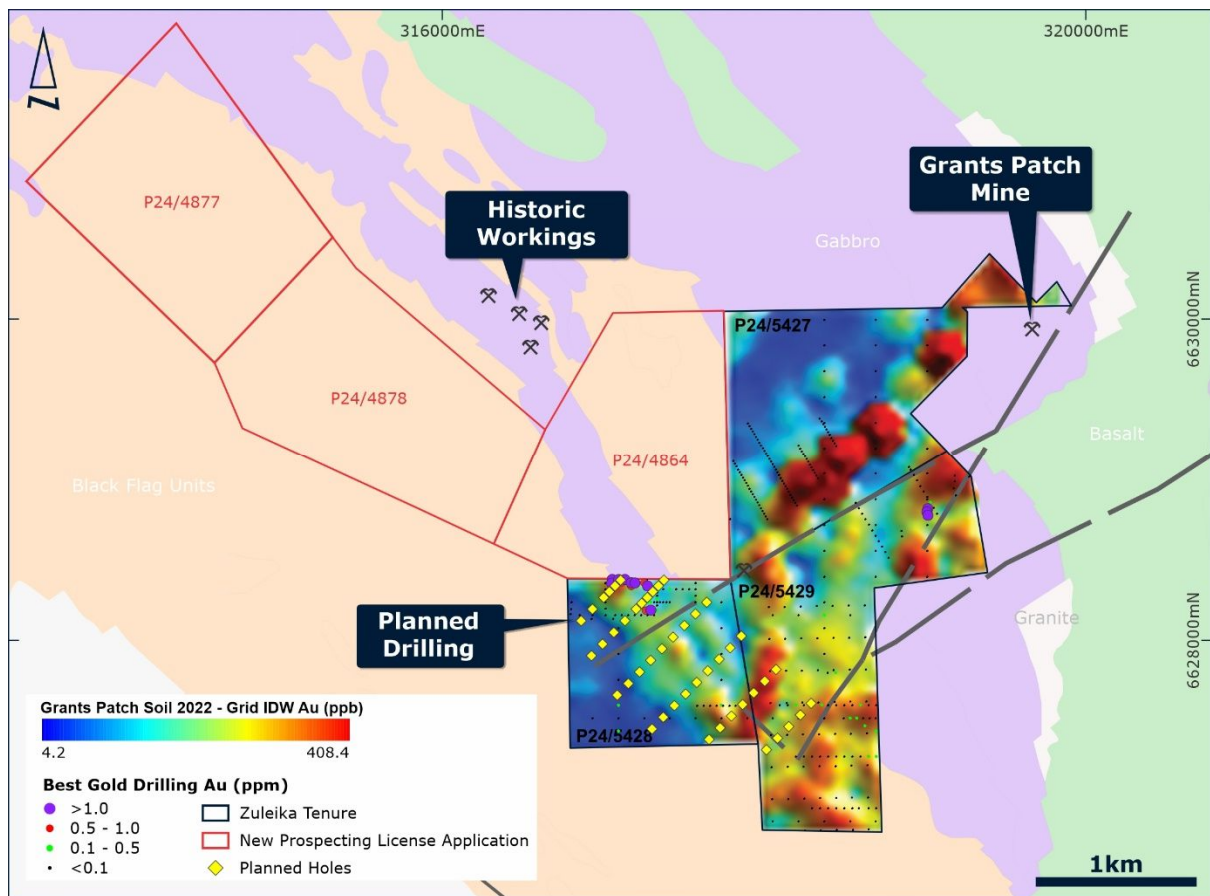 316000mE
320000mE
N
Grants Patch
Mine
P24/4877
Historic
Workings
Gabbro
6630000mN
P24/5427
P24/4878
Basalt
P24/4864
Black Flag Units
P24/5429
Planned
Drilling
Granite
6628000mN
P24/5428
Grants Patch Soil 2022 - Grid IDW Au (ppb)
4.2
408.4
Best Gold Drilling Au (ppm)
>1.0
0.5 - 1.0
0.1 - 0.5
<0.1
Zuleika Tenure
New Prospecting License Application
Planned Holes
1km